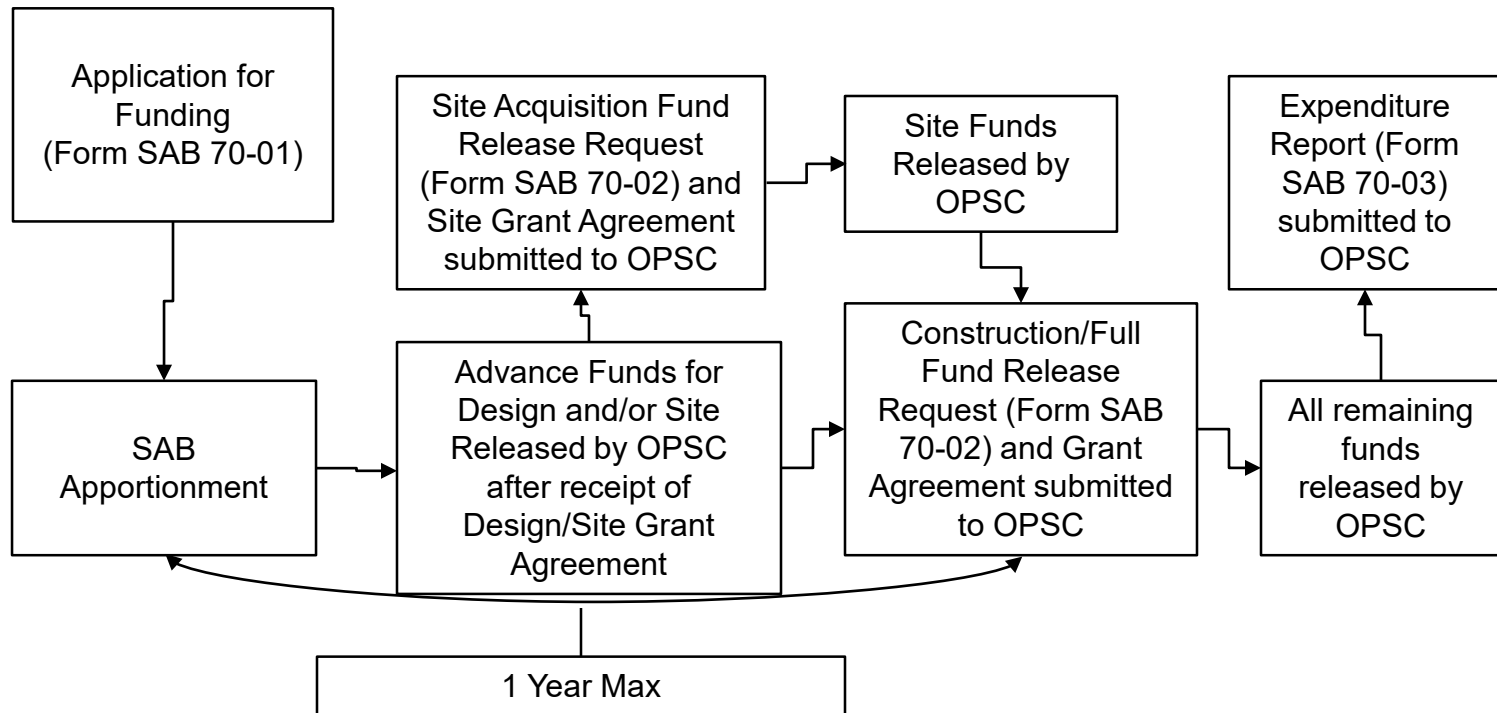 Application for
Funding
(Form SAB 70-01)
SAB
Apportionment
Site Acquisition Fund
Release Request
(Form SAB 70-02) and
Site Grant Agreement
submitted to OPSC
Advance Funds for
Design and/or Site
Released by OPSC
after receipt of
Design/Site Grant
Agreement
Site Funds
Released by
OPSC
Construction/Full
Fund Release
Request (Form SAB
70-02) and Grant
Agreement submitted
to OPSC
Expenditure
Report (Form
SAB 70-03)
submitted to
OPSC
All remaining
funds
released by
OPSC
1 Year Max